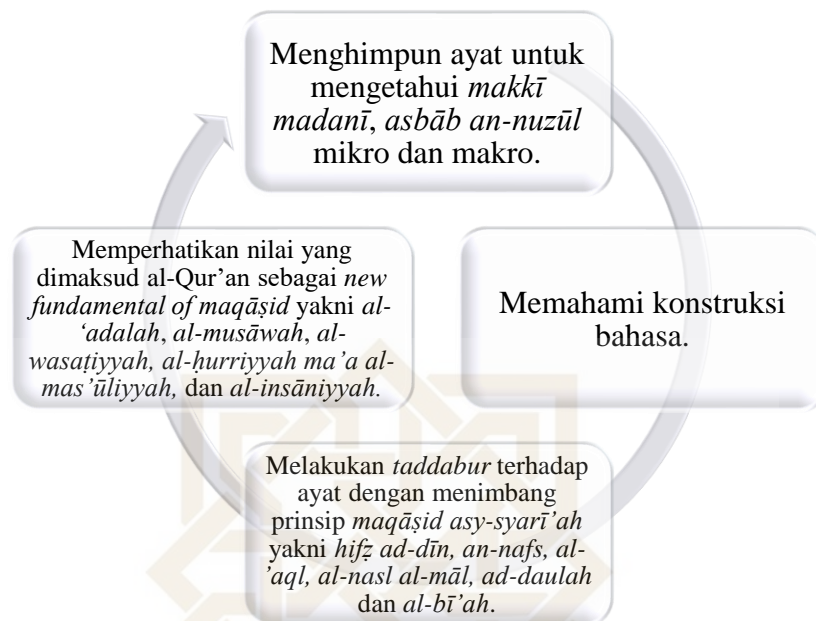 Menghimpun ayat untuk
mengetahui makkī
madanī, asbāb an-nuzūl
mikro dan makro.
Memahami konstruksi
bahasa.
Melakukan taddabur terhadap
ayat dengan menimbang
prinsip maqāṣid asy-syarī’ah
yakni hifẓ ad-dīn, an-nafs, al-
’aql, al-nasl al-māl, ad-daulah
dan al-bī’ah.
Memperhatikan nilai yang
dimaksud al-Qur’an sebagai new
fundamental of maqāṣid yakni al-
‘adalah, al-musāwah, al-
wasaṭiyyah, al-ḥurriyyah ma’a al-
mas’ūliyyah, dan al-insāniyyah.